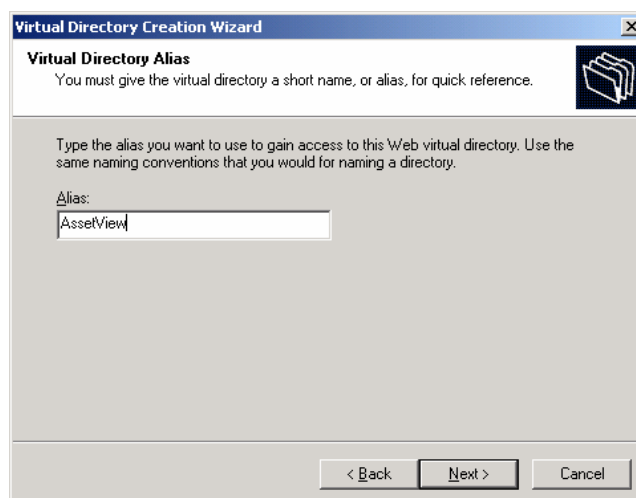 Virtual Directory Creation Wizard
Virtual Directory Alias
You must give the virtual directory a short name, or alias, for quick reference.
Type the alias you want to use to gain access to this Web virtual directory. Use the
same naming conventions that you would for naming a directory.
Alias:
AssetView
< Back Next > Cancel